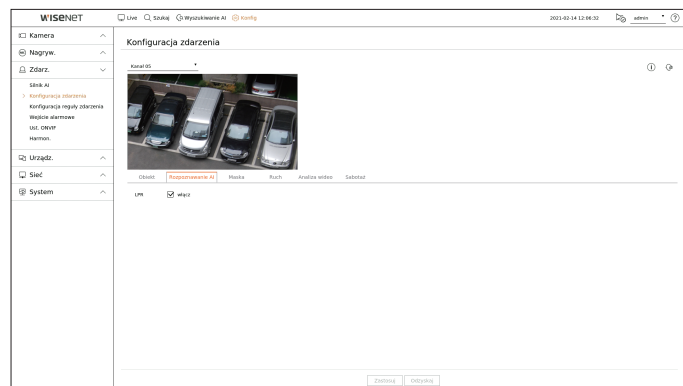 WISENET
Live Szukaj Wyszukiwanie AI Konfig
2021-02-14 12:06:32 admin
Kamera
Nagryw.
Zdarz.
Silnik AI
Konfiguracja zdarzenia
Konfiguracja reguły zdarzenia
Wejście alarmowe
Ust. ONVIF
Harmon.
Urządz.
Sieć
System
Konfiguracja zdarzenia
Kanał 05
Obiekt Rozpoznawanie AI Maska Ruch Analiza wideo Sabotaż
LPR włącz
Zastosuj Odzyskaj